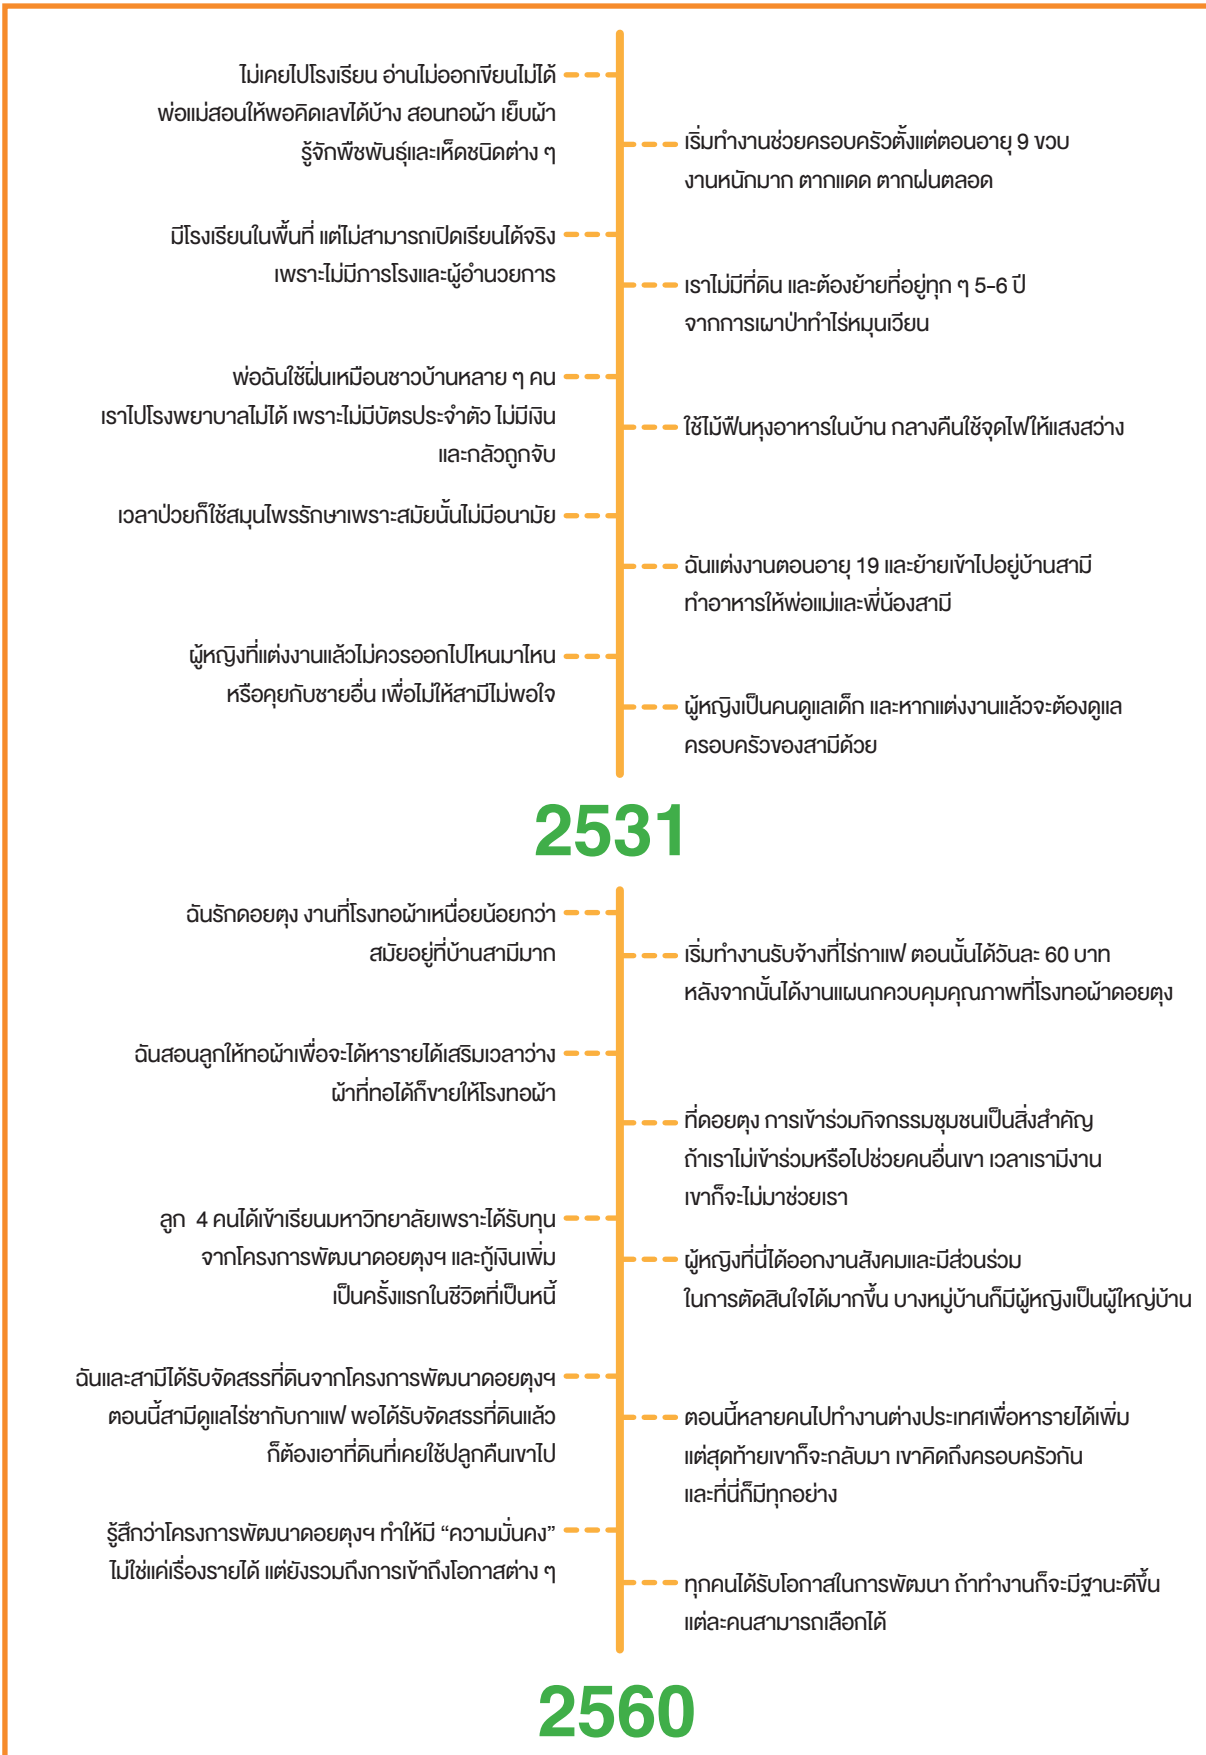 ไม่เคยไปโรงเรียน อ่านไม่ออกเขียนไม่ได้
พ่อแม่สอนให้พอคิดเลขได้บ้าง สอนทอผ้า เย็บผ้า
รู้จักพืชพันธุ์และเห็ดชนิดต่าง ๆ
เริ่มทำงานช่วยครอบครัวตั้งแต่ตอนอายุ 9 ขวบ
งานหนักมาก ตากแดด ตากฝนตลอด
มีโรงเรียนในพื้นที่ แต่ไม่สามารถเปิดเรียนได้จริง
เพราะไม่มีภารโรงและผู้อำนวยการ
เราไม่มีที่ดิน และต้องย้ายที่อยู่ทุก ๆ 5-6 ปี
จากการเผาป่าทำไร่หมุนเวียน
พ่อฉันใช้ฝิ่นเหมือนชาวบ้านหลาย ๆ คน
เราไปโรงพยาบาลไม่ได้ เพราะไม่มีบัตรประจำตัว ไม่มีเงิน
และกลัวถูกจับ
ใช้ไม้ฟืนหุงอาหารในบ้าน กลางคืนใช้จุดไฟให้แสงสว่าง
เวลาป่วยก็ใช้สมุนไพรรักษาเพราะสมัยนั้นไม่มีอนามัย
ฉันแต่งงานตอนอายุ 19 และย้ายเข้าไปอยู่บ้านสามี
ทำอาหารให้พ่อแม่และพี่น้องสามี
ผู้หญิงที่แต่งงานแล้วไม่ควรออกไปไหนมาไหน
หรือคุยกับชายอื่น เพื่อไม่ให้สามีไม่พอใจ
ผู้หญิงเป็นคนดูแลเด็ก และหากแต่งงานแล้วจะต้องดูแล
ครอบครัวของสามีด้วย
2531
ฉันรักดอยตุง งานที่โรงทอผ้าเหนื่อยน้อยกว่า
สมัยอยู่ที่บ้านสามีมาก
เริ่มทำงานรับจ้างที่ไร่กาแฟ ตอนนั้นได้วันละ 60 บาท
หลังจากนั้นได้งานแผนกควบคุมคุณภาพที่โรงทอผ้าดอยตุง
ฉันสอนลูกให้ทอผ้าเพื่อจะได้หารายได้เสริมเวลาว่าง
ผ้าที่ทอได้ก็ขายให้โรงทอผ้า
ที่ดอยตุง การเข้าร่วมกิจกรรมชุมชนเป็นสิ่งสำคัญ
ถ้าเราไม่เข้าร่วมหรือไปช่วยคนอื่นเขา เวลาเรามีงาน
เขาก็จะไม่มาช่วยเรา
ลูก 4 คนได้เข้าเรียนมหาวิทยาลัยเพราะได้รับทุน
จากโครงการพัฒนาดอยตุงฯ และกู้เงินเพิ่ม
เป็นครั้งแรกในชีวิตที่เป็นหนี้
ผู้หญิงที่นี่ได้ออกงานสังคมและมีส่วนร่วม
ในการตัดสินใจได้มากขึ้น บางหมู่บ้านก็มีผู้หญิงเป็นผู้ใหญ่บ้าน
ฉันและสามีได้รับจัดสรรที่ดินจากโครงการพัฒนาดอยตุงฯ
ตอนนี้สามีดูแลไร่ชากับกาแฟ พอได้รับจัดสรรที่ดินแล้ว
ก็ต้องเอาที่ดินที่เคยใช้ปลูกคืนเขาไป
ตอนนี้หลายคนไปทำงานต่างประเทศเพื่อหารายได้เพิ่ม
แต่สุดท้ายเขาก็จะกลับมา เขาคิดถึงครอบครัวกัน
และที่นี่ก็มีทุกอย่าง
รู้สึกว่าโครงการพัฒนาดอยตุงฯ ทำให้มี “ความมั่นคง”
ไม่ใช่แค่เรื่องรายได้ แต่ยังรวมถึงการเข้าถึงโอกาสต่าง ๆ
ทุกคนได้รับโอกาสในการพัฒนา ถ้าทำงานก็จะมีฐานะดีขึ้น
แต่ละคนสามารถเลือกได้
2560